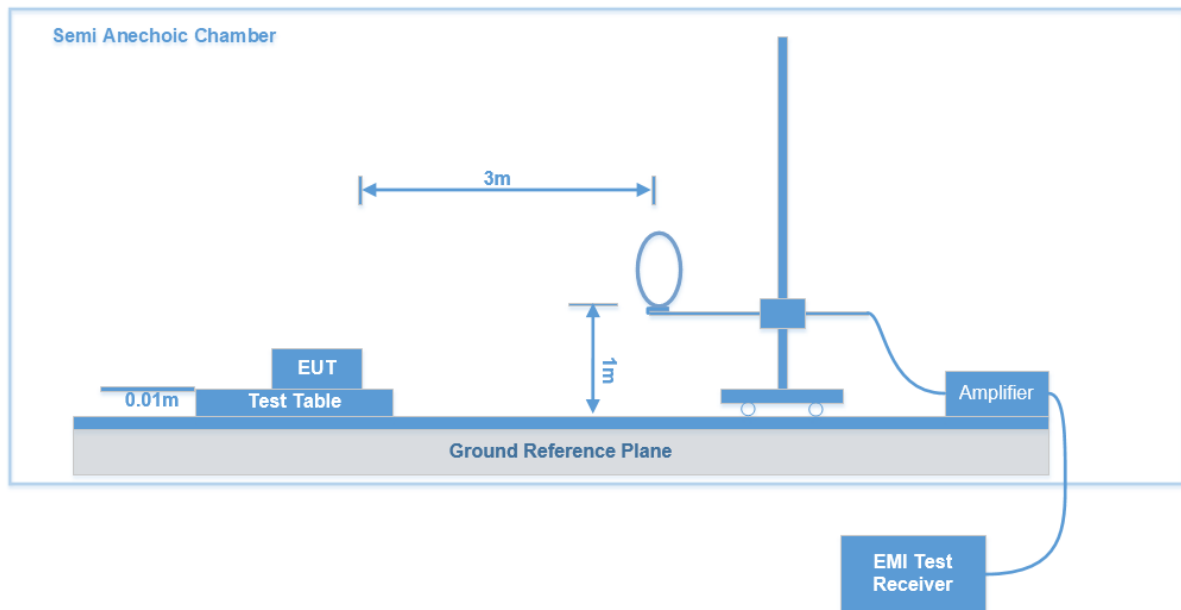 Semi Anechoic Chamber
3m
1m
EUT
0.01m
Test Table
Amplifier
Ground Reference Plane
EMI Test
Receiver